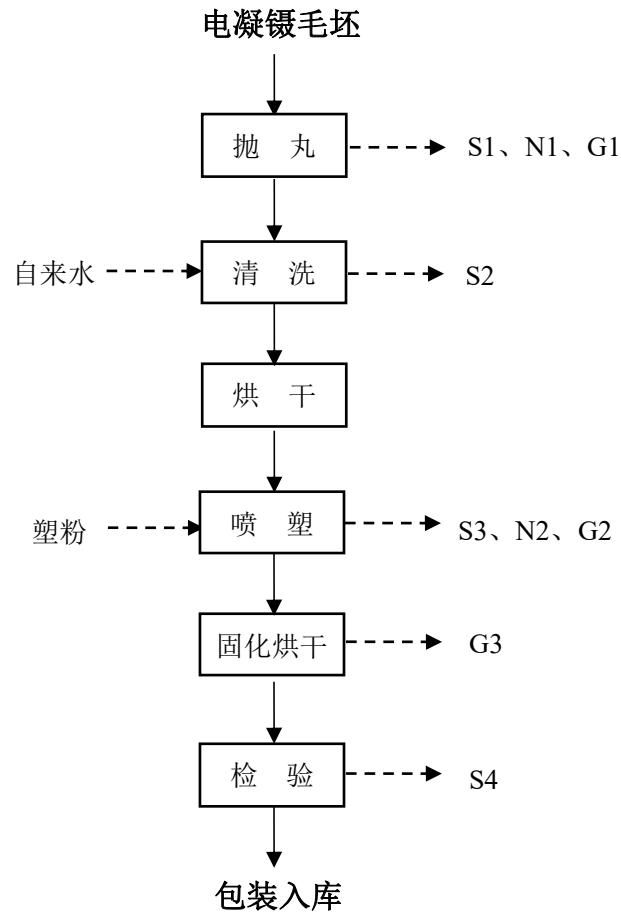 电凝镊毛坯
抛 丸
S1、N1、G1
自来水
清 洗
S2
烘 干
塑粉
喷 塑
S3、N2、G2
固化烘干
G3
检 验
S4
包装入库